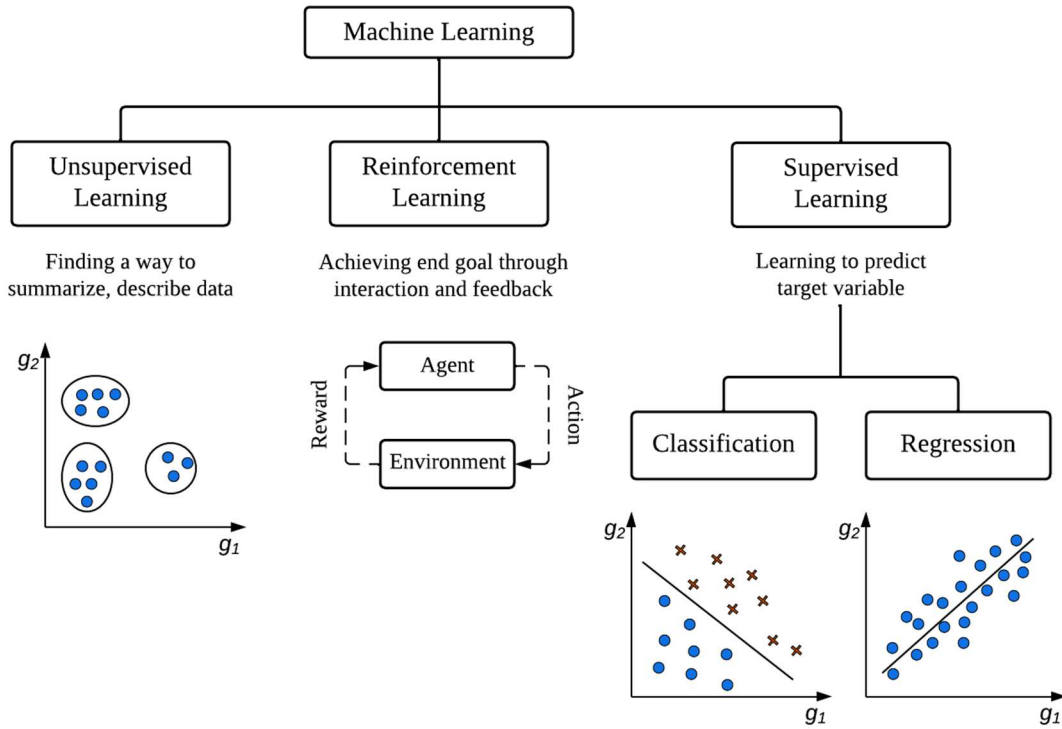 Machine Learning
Unsupervised
Learning
Reinforcement
Learning
Supervised
Learning
Finding a way to
summarize, describe data
Achieving end goal through
interaction and feedback
Learning to predict
target variable
g2
g1
Agent
Reward
Action
Environment
Classification
Regression
g2
g1
g2
g1